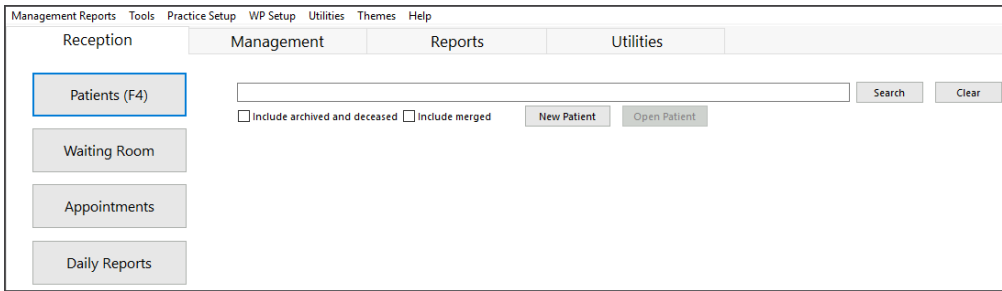 Management Reports Tools Practice Setup WP Setup Utilities Themes Help
Reception Management Reports Utilities
Patients (F4)
Search Clear
Include archived and deceased Include merged New Patient Open Patient
Waiting Room
Appointments
Daily Reports